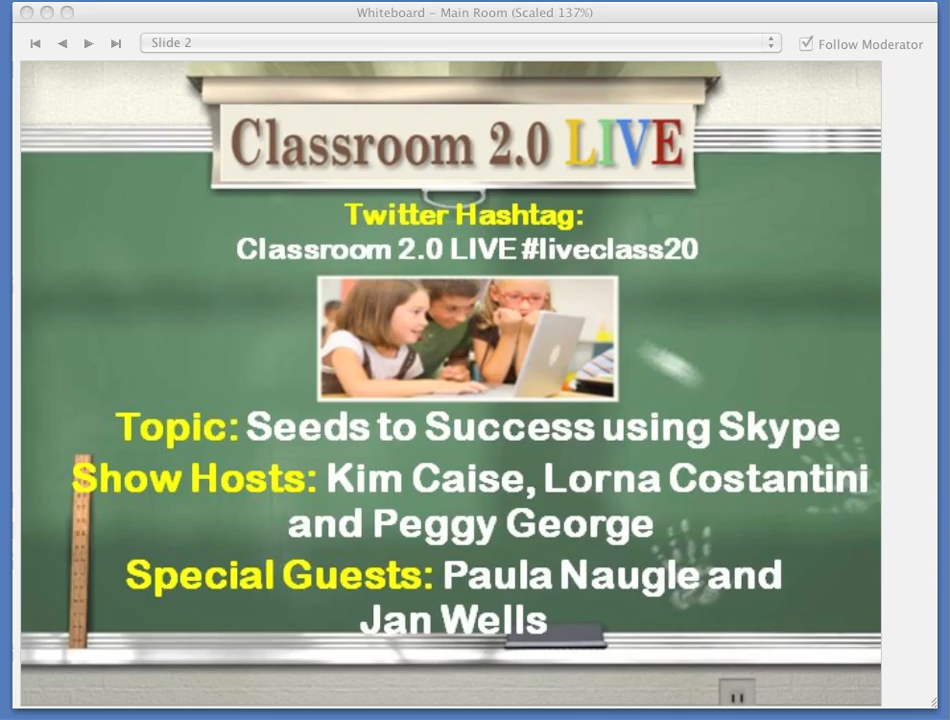 Whiteboard – Main Room (Scaled 137%)
Slide 2
Follow Moderator
Classroom 2.0 LIVE
Twitter Hashtag:
Classroom 2.0 LIVE #liveclass20
Topic: Seeds to Success using Skype
Show Hosts: Kim Caise, Lorna Costantini
and Peggy George
Special Guests: Paula Naugle and
Jan Wells